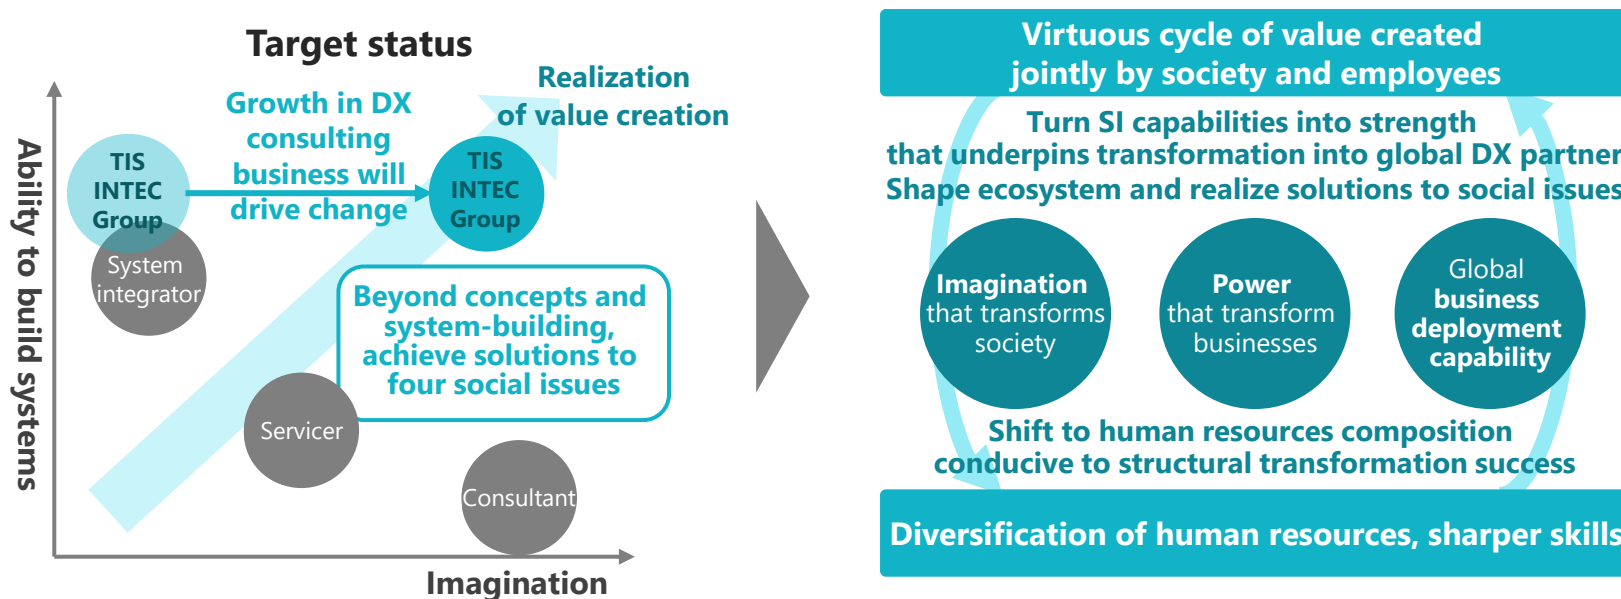 Target status
Realization
of value creation
Growth in DX
consulting
business will
drive change
TIS
INTEC
Group
TIS
INTEC
Group
System
integrator
Beyond concepts and
system-building,
achieve solutions to
four social issues
Servicer
Consultant
Ability to build systems
Imagination
Virtuous cycle of value created
jointly by society and employees
Turn SI capabilities into strength
that underpins transformation into global DX partner
Shape ecosystem and realize solutions to social issues
Imagination
that transforms
society
Power
that transform
businesses
Global
business
deployment
capability
Shift to human resources composition
conducive to structural transformation success
Diversification of human resources, sharper skills